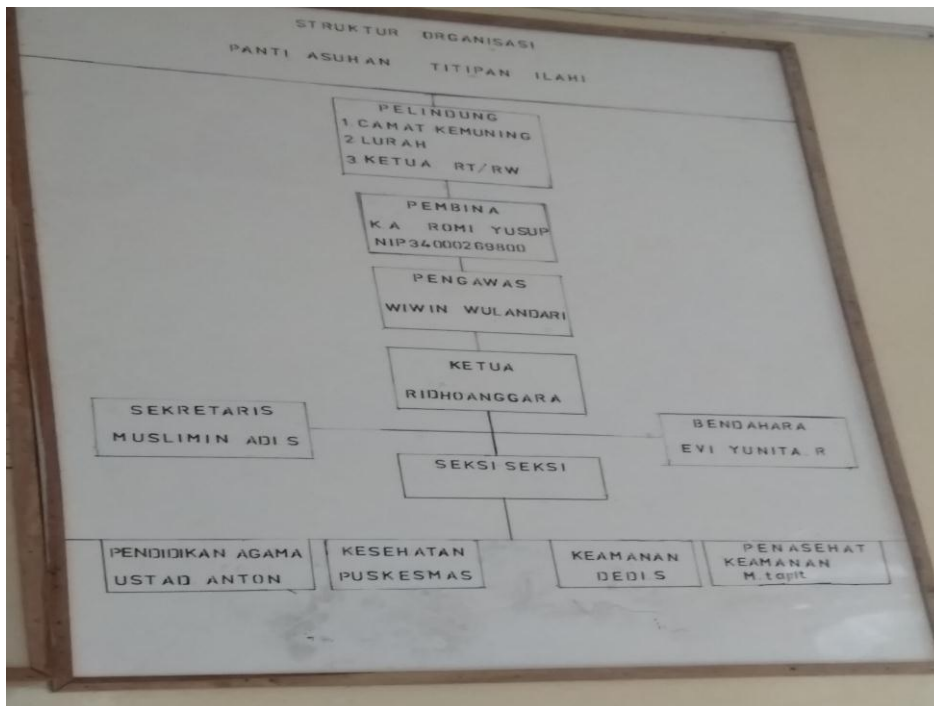 STRUKTUR ORGANISASI
PANTI ASUHAN TITIPAN ILAHI
PELINDUNG
1. CAMAT KEMUNING
2 LURAH
3 KETUA RT/RW
PEMBINA
K.A ROMI YUSUP
NIP34000269800
PENGAWAS
WIWIN WULANDARI
KETUA
RIDHOANGGARA
SEKRETARIS
MUSLIMIN ADI S
BENDAHARA
EVI YUNITA. R
SEKSI SEKSI
PENDIDIKAN AGAMA
USTAD ANTON
KESEHATAN
PUSKESMAS
KEAMANAN
DEDI.S
PENASEHAT
KEAMANAN
M.tapit